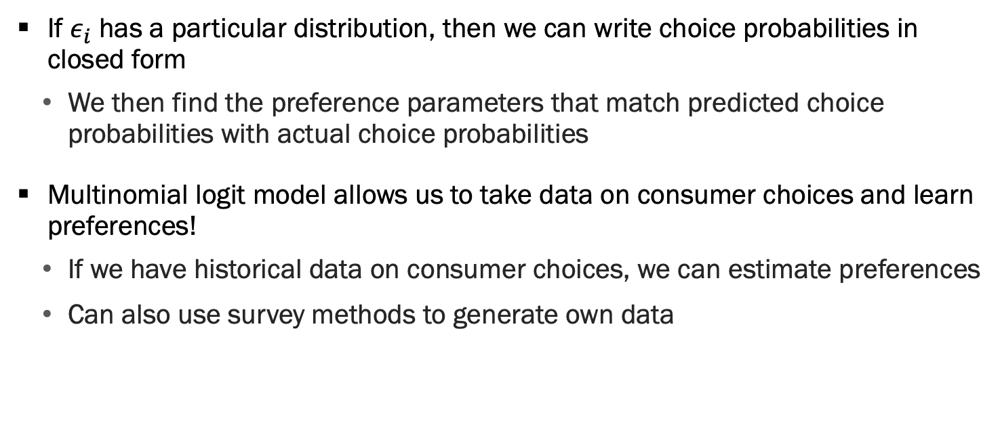 ▪ If ϵᵢ has a particular distribution, then we can write choice probabilities in
closed form
• We then find the preference parameters that match predicted choice
probabilities with actual choice probabilities
▪ Multinomial logit model allows us to take data on consumer choices and learn
preferences!
• If we have historical data on consumer choices, we can estimate preferences
• Can also use survey methods to generate own data